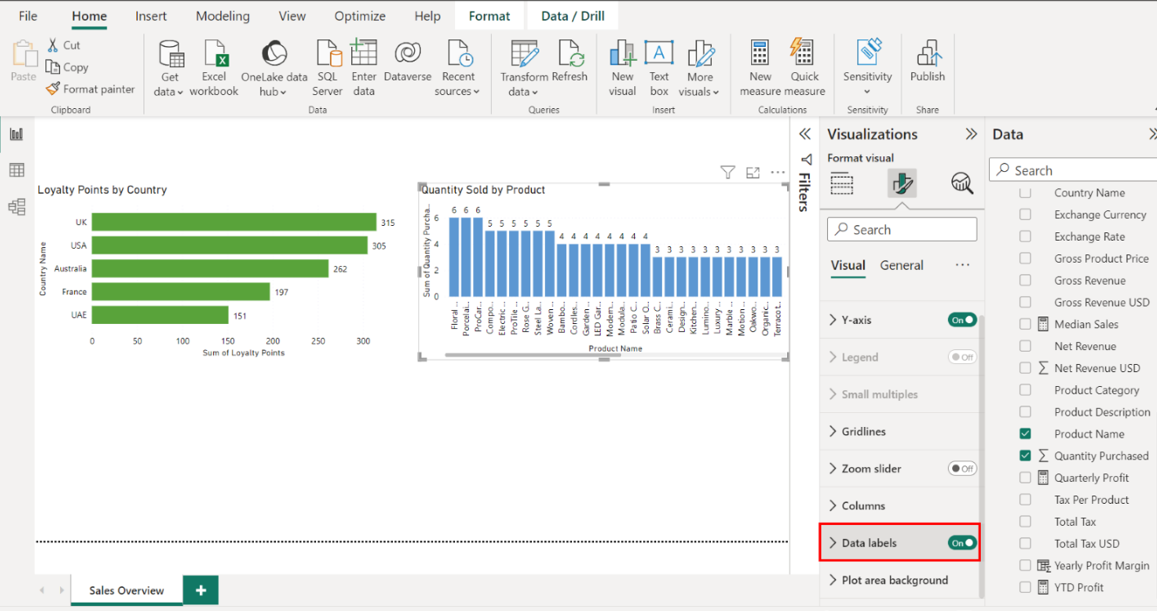 File Home Insert Modeling View Optimize Help Format Data / Drill
Paste
Cut
Copy
Format painter
Clipboard
Get data
Excel workbook
OneLake data hub
SQL Server
Enter data
Dataverse
Recent sources
Data
Transform data
Refresh
Queries
New visual
Text box
More visuals
Insert
New measure
Quick measure
Calculations
Sensitivity
Sensitivity
Publish
Share
Loyalty Points by Country
Country Name
UK 315
USA 305
Australia 262
France 197
UAE 151
0 50 100 150 200 250 300
Sum of Loyalty Points
Quantity Sold by Product
Sum of Quantity Purcha...
6
4
2
0
6 6 6 5 5 5 5 5 5 4 4 4 4 4 4 4 4 3 3 3 3 3 3 3 3 3 3 3
Floral ...
Porcelai...
ProCar...
Compo...
Electric ...
ProTile ...
Rose G...
Steel La...
Woven ...
Bambo...
Cordles...
Garden ...
LED Gar...
Modern...
Modula...
Patio C...
Solar O...
Brass C...
Cerami...
Design...
Kitchen...
Lumino...
Luxury ...
Marble ...
Motion ...
Oakwo...
Organic...
Terracot...
Product Name
Filters
Visualizations
Format visual
Search
Visual General ...
Y-axis On
Legend Off
Small multiples
Gridlines
Zoom slider Off
Columns
Data labels On
Plot area background
Data
Search
Country Name
Exchange Currency
Exchange Rate
Gross Product Price
Gross Revenue
Gross Revenue USD
Median Sales
Net Revenue
Net Revenue USD
Product Category
Product Description
Product Name
Quantity Purchased
Quarterly Profit
Tax Per Product
Total Tax
Total Tax USD
Yearly Profit Margin
YTD Profit
Sales Overview